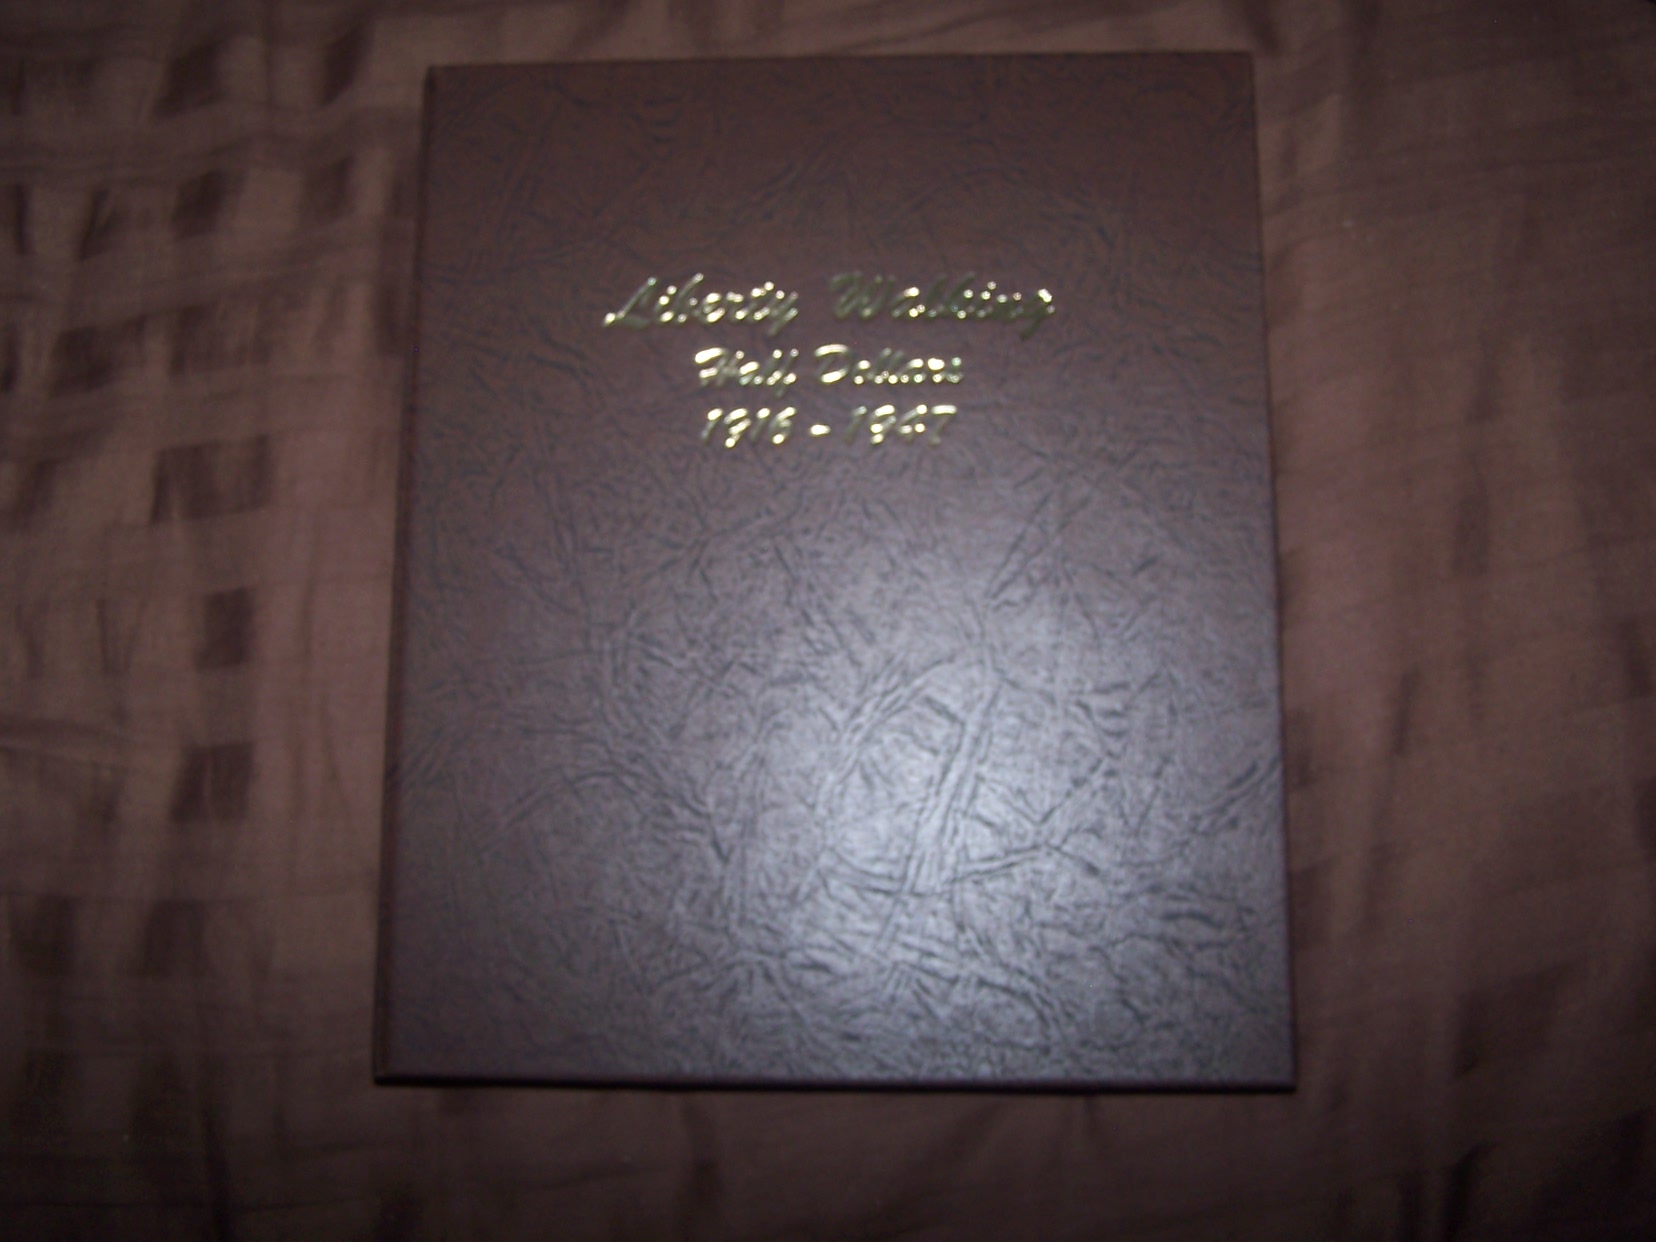 Liberty Walking
Half Dollars
1916 - 1947